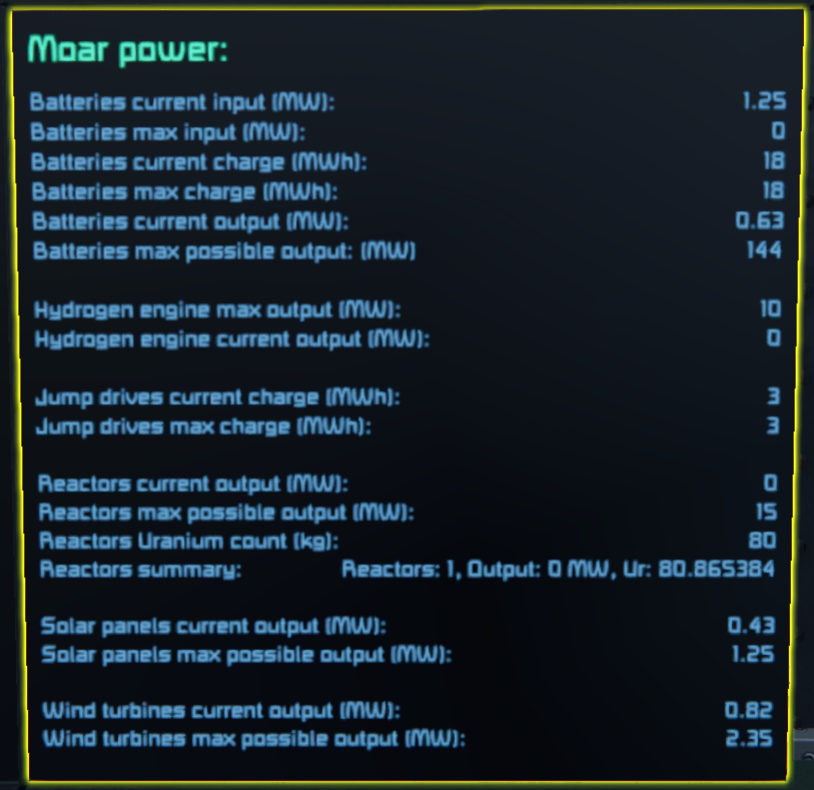 Moar power:
Batteries current input (MW): 1.25
Batteries max input (MW): 0
Batteries current charge (MWh): 18
Batteries max charge (MWh): 18
Batteries current output (MW): 0.63
Batteries max possible output: (MW) 144
Hydrogen engine max output (MW): 10
Hydrogen engine current output (MW): 0
Jump drives current charge (MWh): 3
Jump drives max charge (MWh): 3
Reactors current output (MW): 0
Reactors max possible output (MW): 15
Reactors Uranium count (kg): 80
Reactors summary: Reactors: 1, Output: 0 MW, Ur: 80.865384
Solar panels current output (MW): 0.43
Solar panels max possible output (MW): 1.25
Wind turbines current output (MW): 0.82
Wind turbines max possible output (MW): 2.35